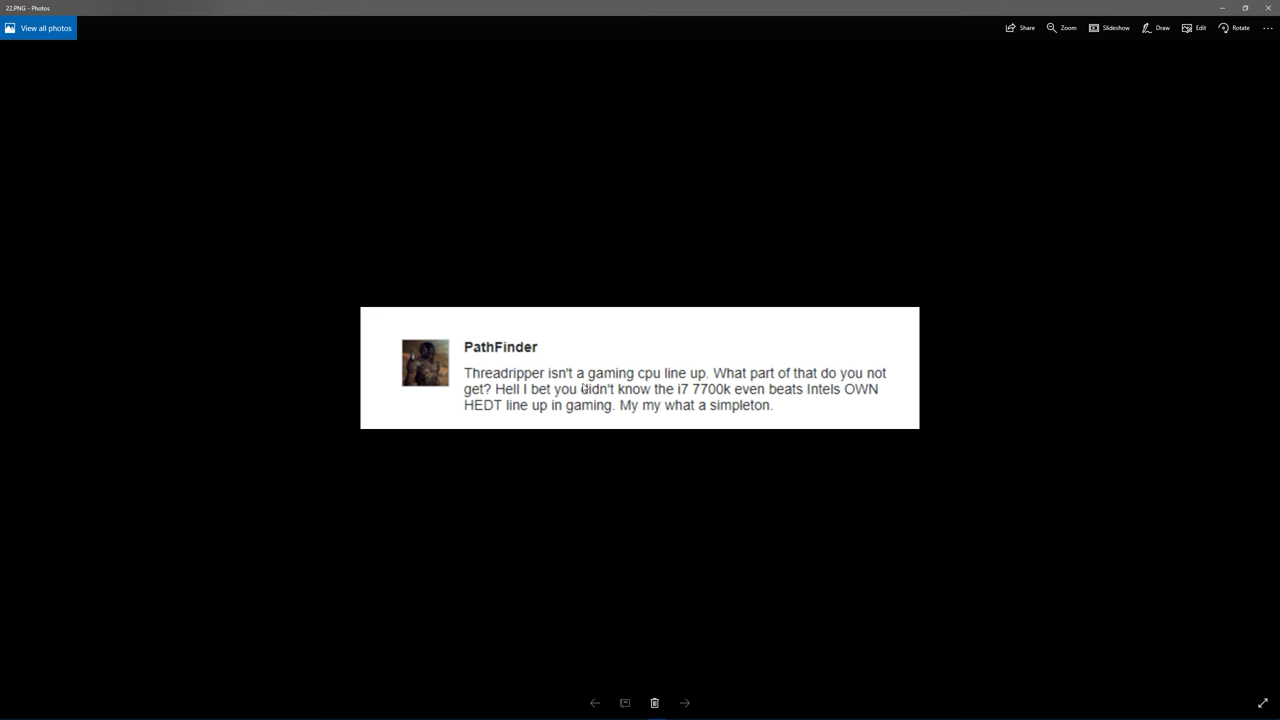 22.PNG - Photos
View all photos
Share
Zoom
Slideshow
Draw
Edit
Rotate
PathFinder
Threadripper isn't a gaming cpu line up. What part of that do you not
get? Hell I bet you didn't know the i7 7700k even beats Intels OWN
HEDT line up in gaming. My my what a simpleton.